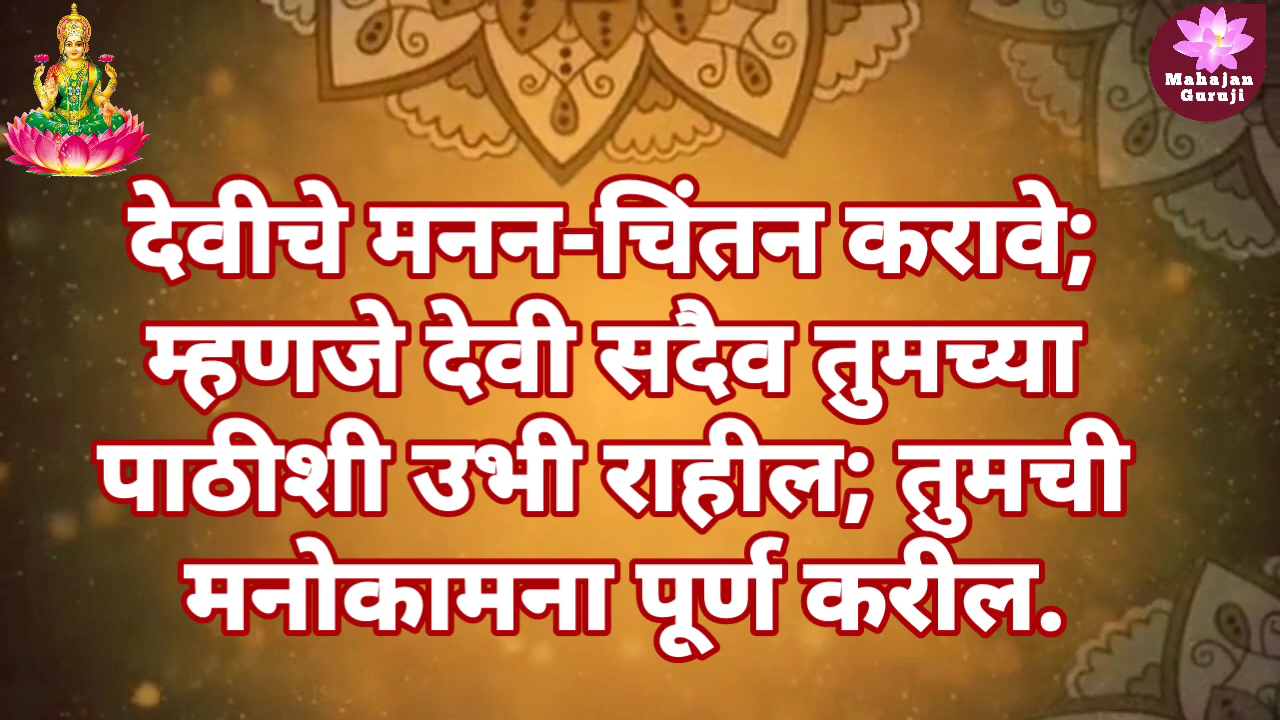 Mahajan
Guruji
देवीचे मनन-चिंतन करावे;
म्हणजे देवी सदैव तुमच्या
पाठीशी उभी राहील; तुमची
मनोकामना पूर्ण करील.